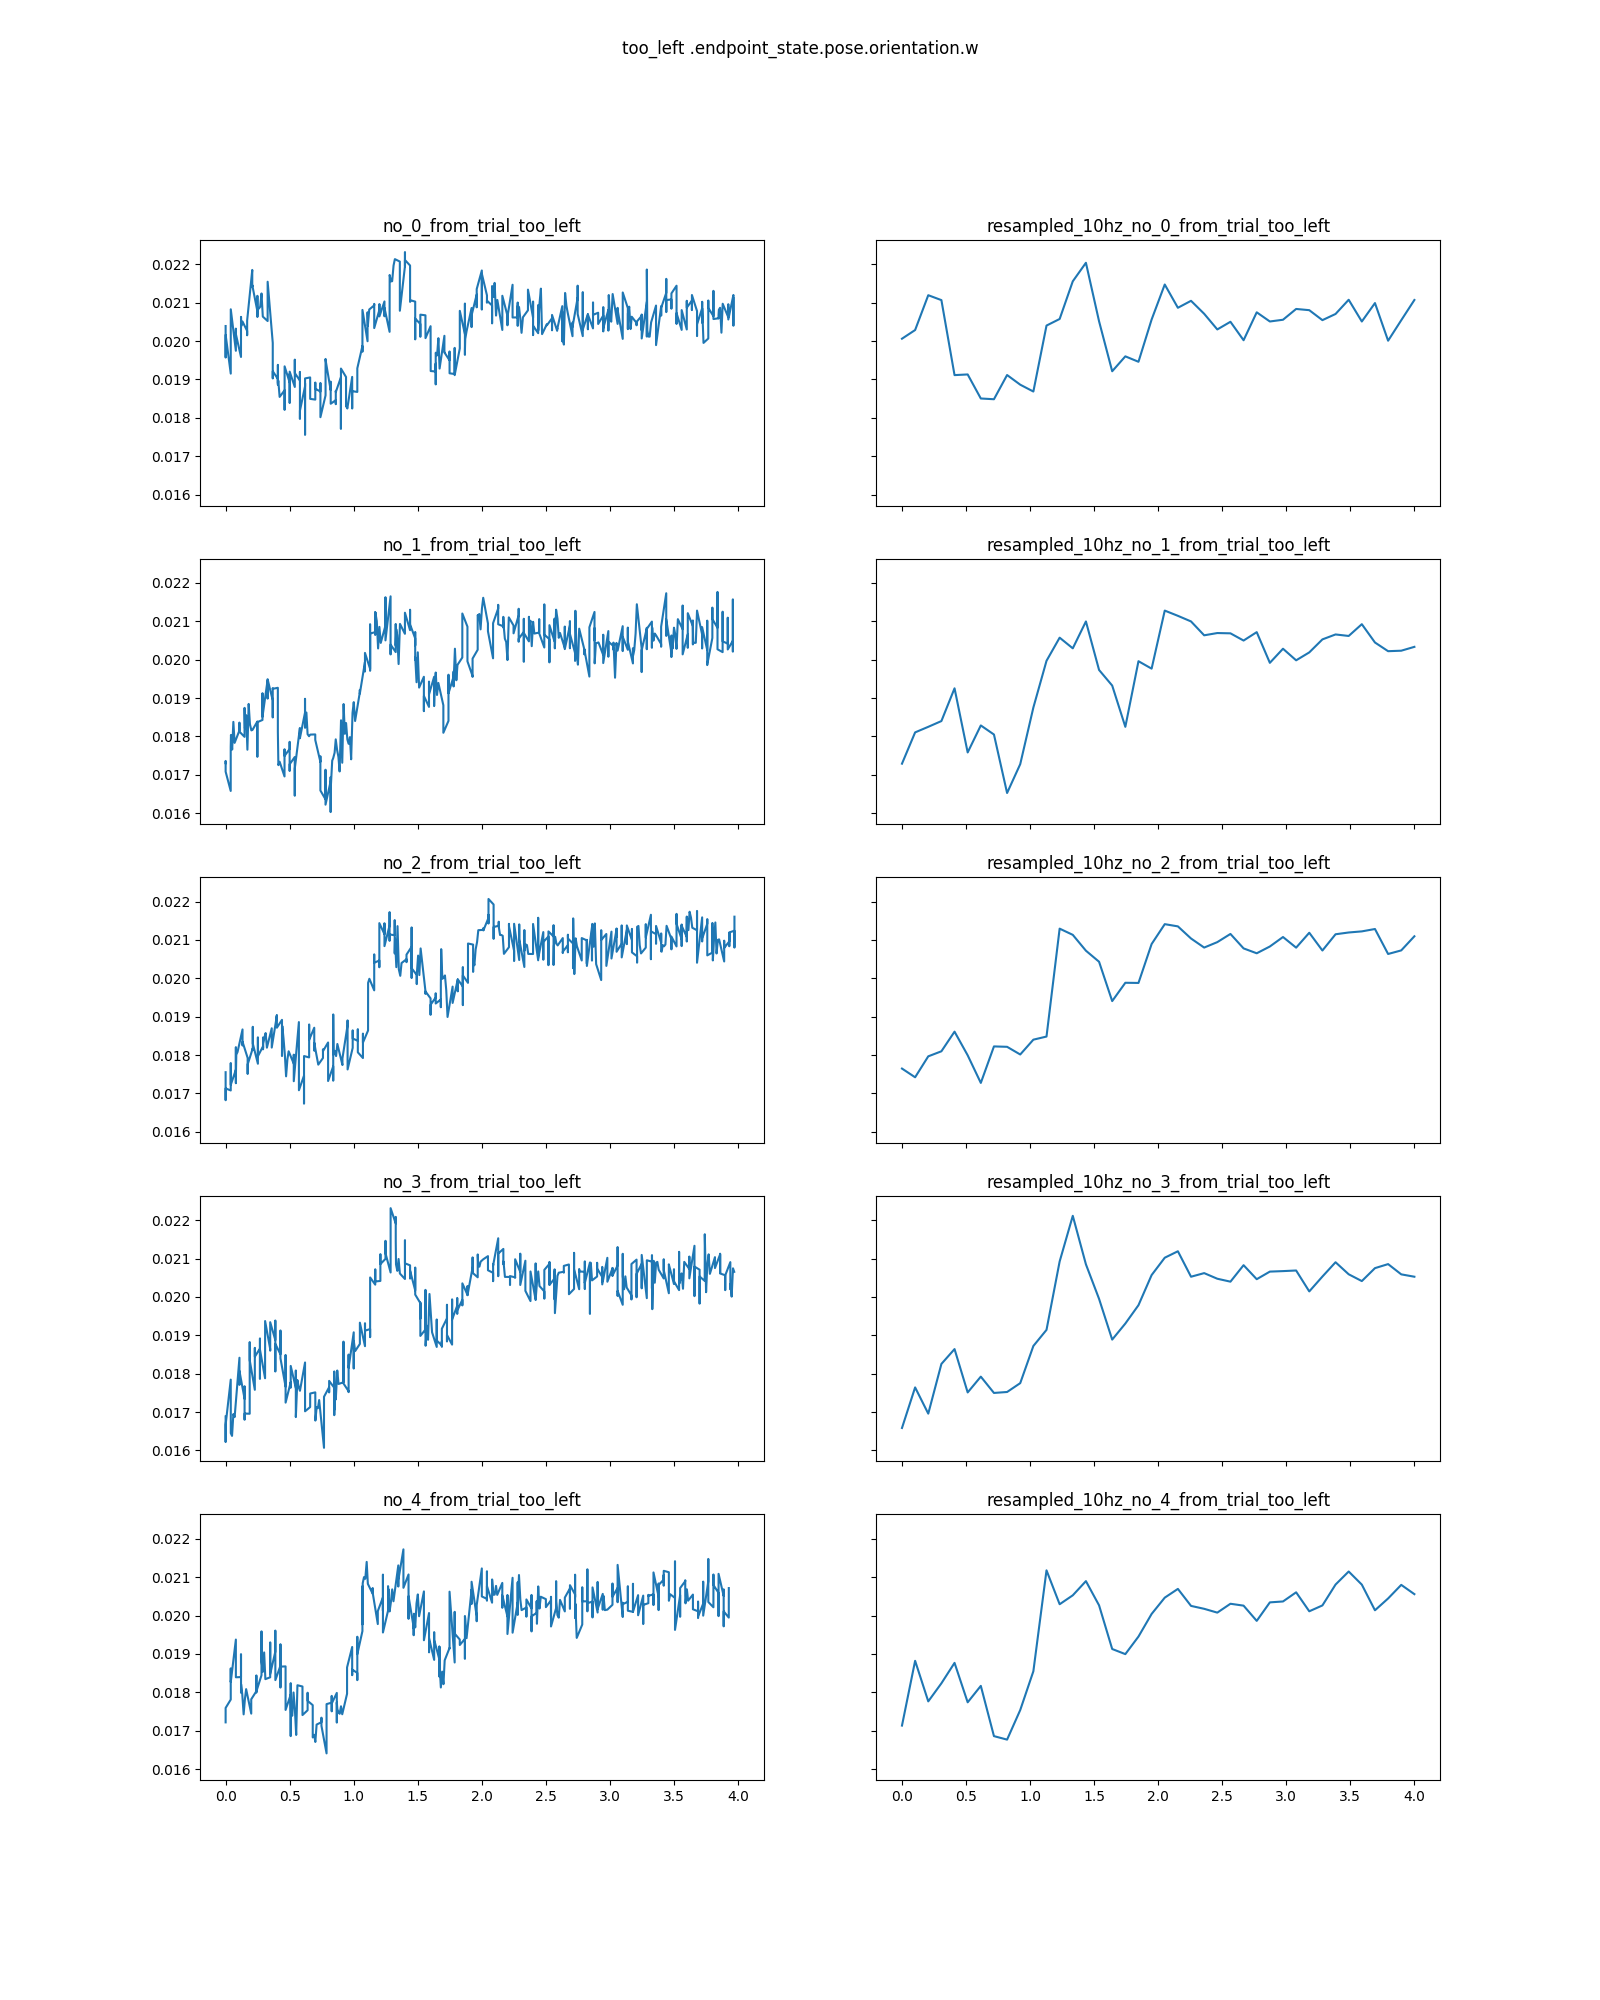 too_left .endpoint_state.pose.orientation.w
no_0_from_trial_too_left
resampled_10hz_no_0_from_trial_too_left
0.022
0.021
0.020
0.019
0.018
0.017
0.016
no_1_from_trial_too_left
resampled_10hz_no_1_from_trial_too_left
0.022
0.021
0.020
0.019
0.018
0.017
0.016
no_2_from_trial_too_left
resampled_10hz_no_2_from_trial_too_left
0.022
0.021
0.020
0.019
0.018
0.017
0.016
no_3_from_trial_too_left
resampled_10hz_no_3_from_trial_too_left
0.022
0.021
0.020
0.019
0.018
0.017
0.016
no_4_from_trial_too_left
resampled_10hz_no_4_from_trial_too_left
0.022
0.021
0.020
0.019
0.018
0.017
0.016
0.0 0.5 1.0 1.5 2.0 2.5 3.0 3.5 4.0
0.0 0.5 1.0 1.5 2.0 2.5 3.0 3.5 4.0